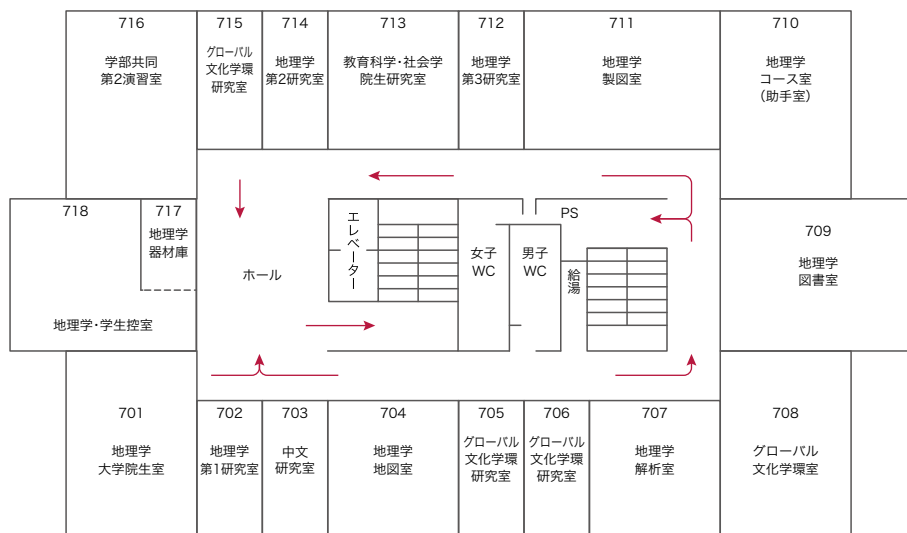 716
学部共同
第2演習室
715
グローバル
文化学環
研究室
714
地理学
第2研究室
713
教育科学・社会学
院生研究室
712
地理学
第3研究室
711
地理学
製図室
710
地理学
コース室
（助手室）
718
地理学・学生控室
717
地理学
器材庫
ホール
エレベーター
女子
WC
男子
WC
PS
給湯
709
地理学
図書室
701
地理学
大学院生室
702
地理学
第1研究室
703
中文
研究室
704
地理学
地図室
705
グローバル
文化学環
研究室
706
グローバル
文化学環
研究室
707
地理学
解析室
708
グローバル
文化学環室